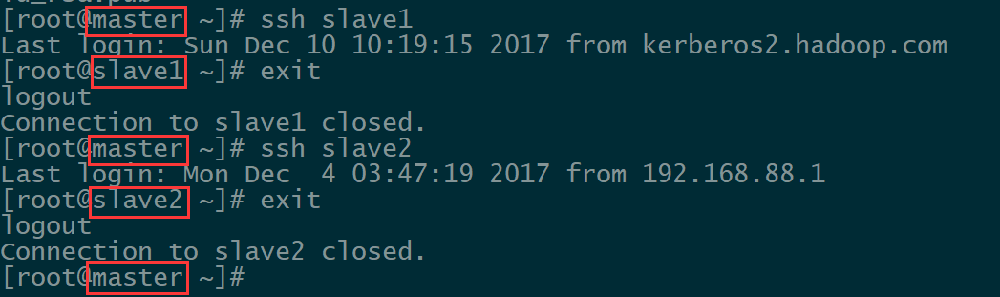 [root@master ~]# ssh slave1
Last login: Sun Dec 10 10:19:15 2017 from kerberos2.hadoop.com
[root@slave1 ~]# exit
logout
Connection to slave1 closed.
[root@master ~]# ssh slave2
Last login: Mon Dec  4 03:47:19 2017 from 192.168.88.1
[root@slave2 ~]# exit
logout
Connection to slave2 closed.
[root@master ~]#